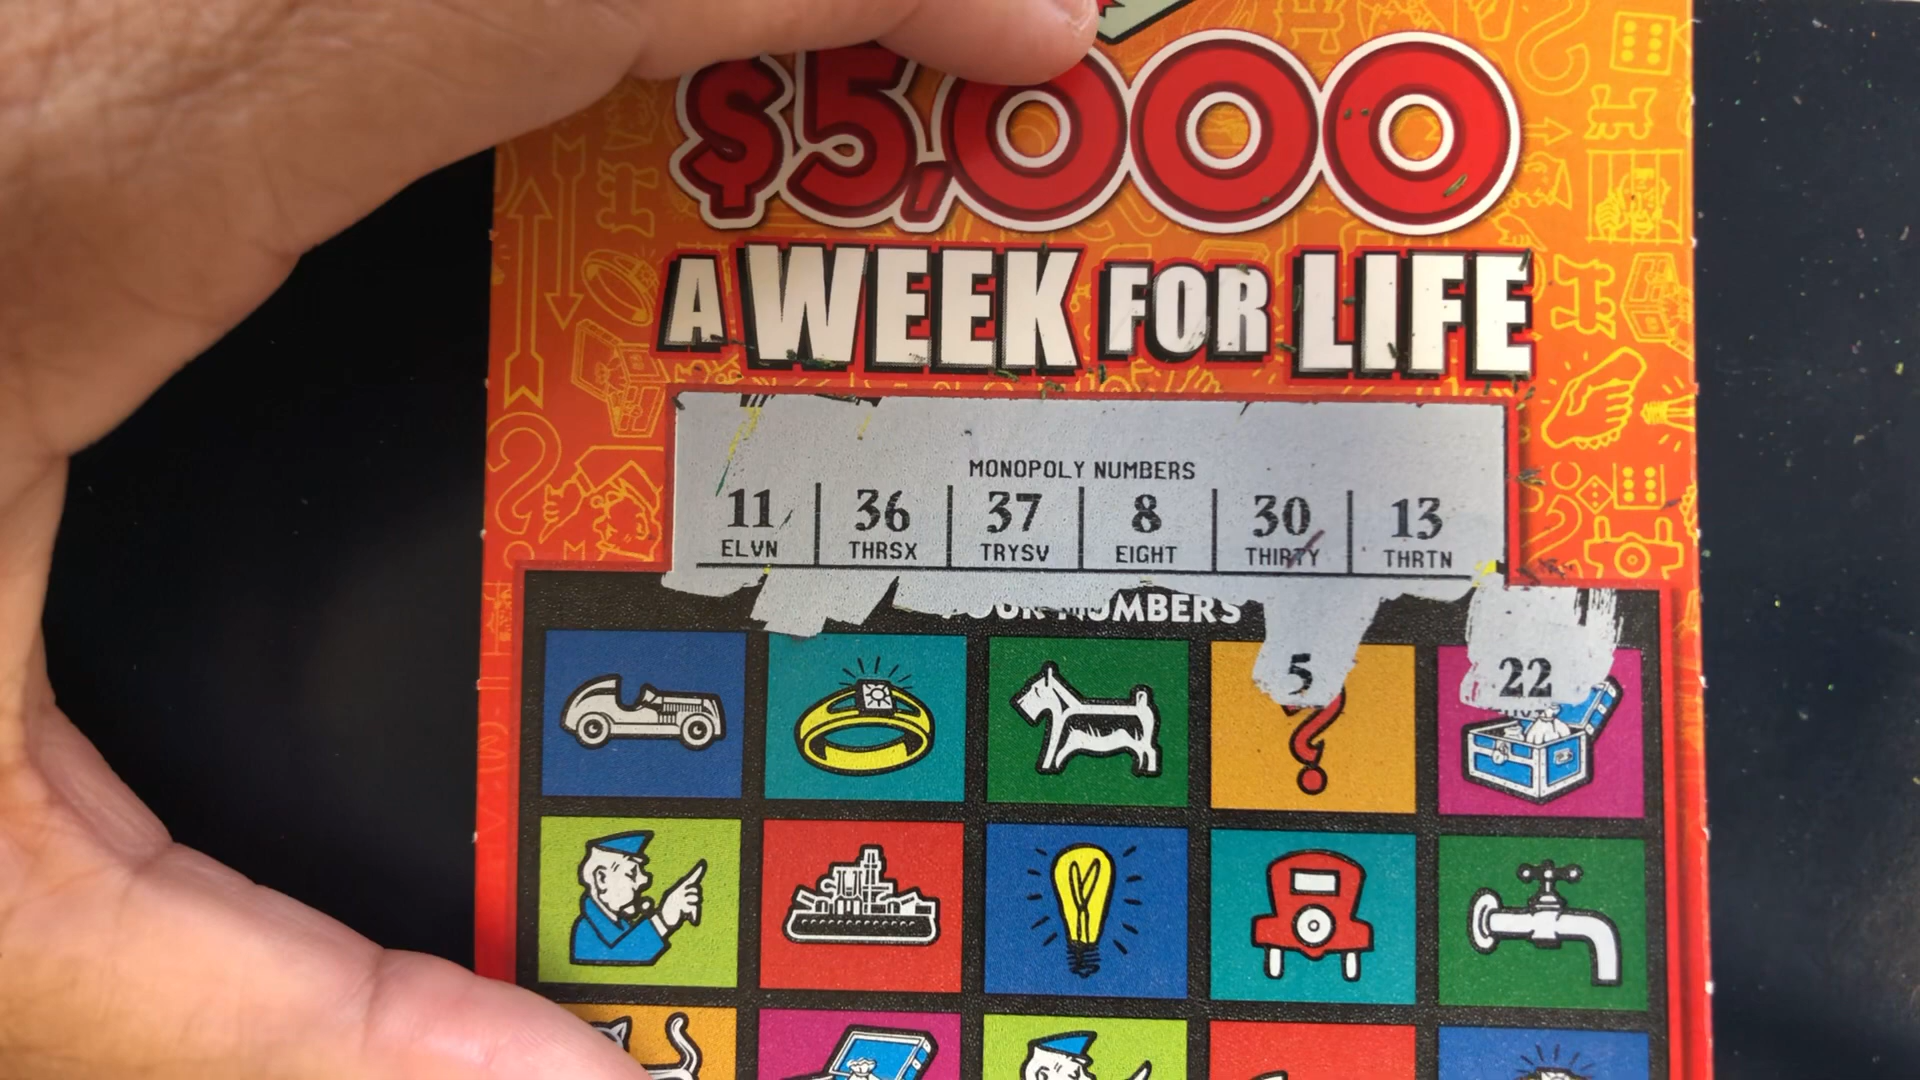 $5,000
A WEEK FOR LIFE
MONOPOLY NUMBERS
11 36 37 8 30 13
ELVN THRSX TRYSV EIGHT THIRTY THRTN
NUMBERS
5 22